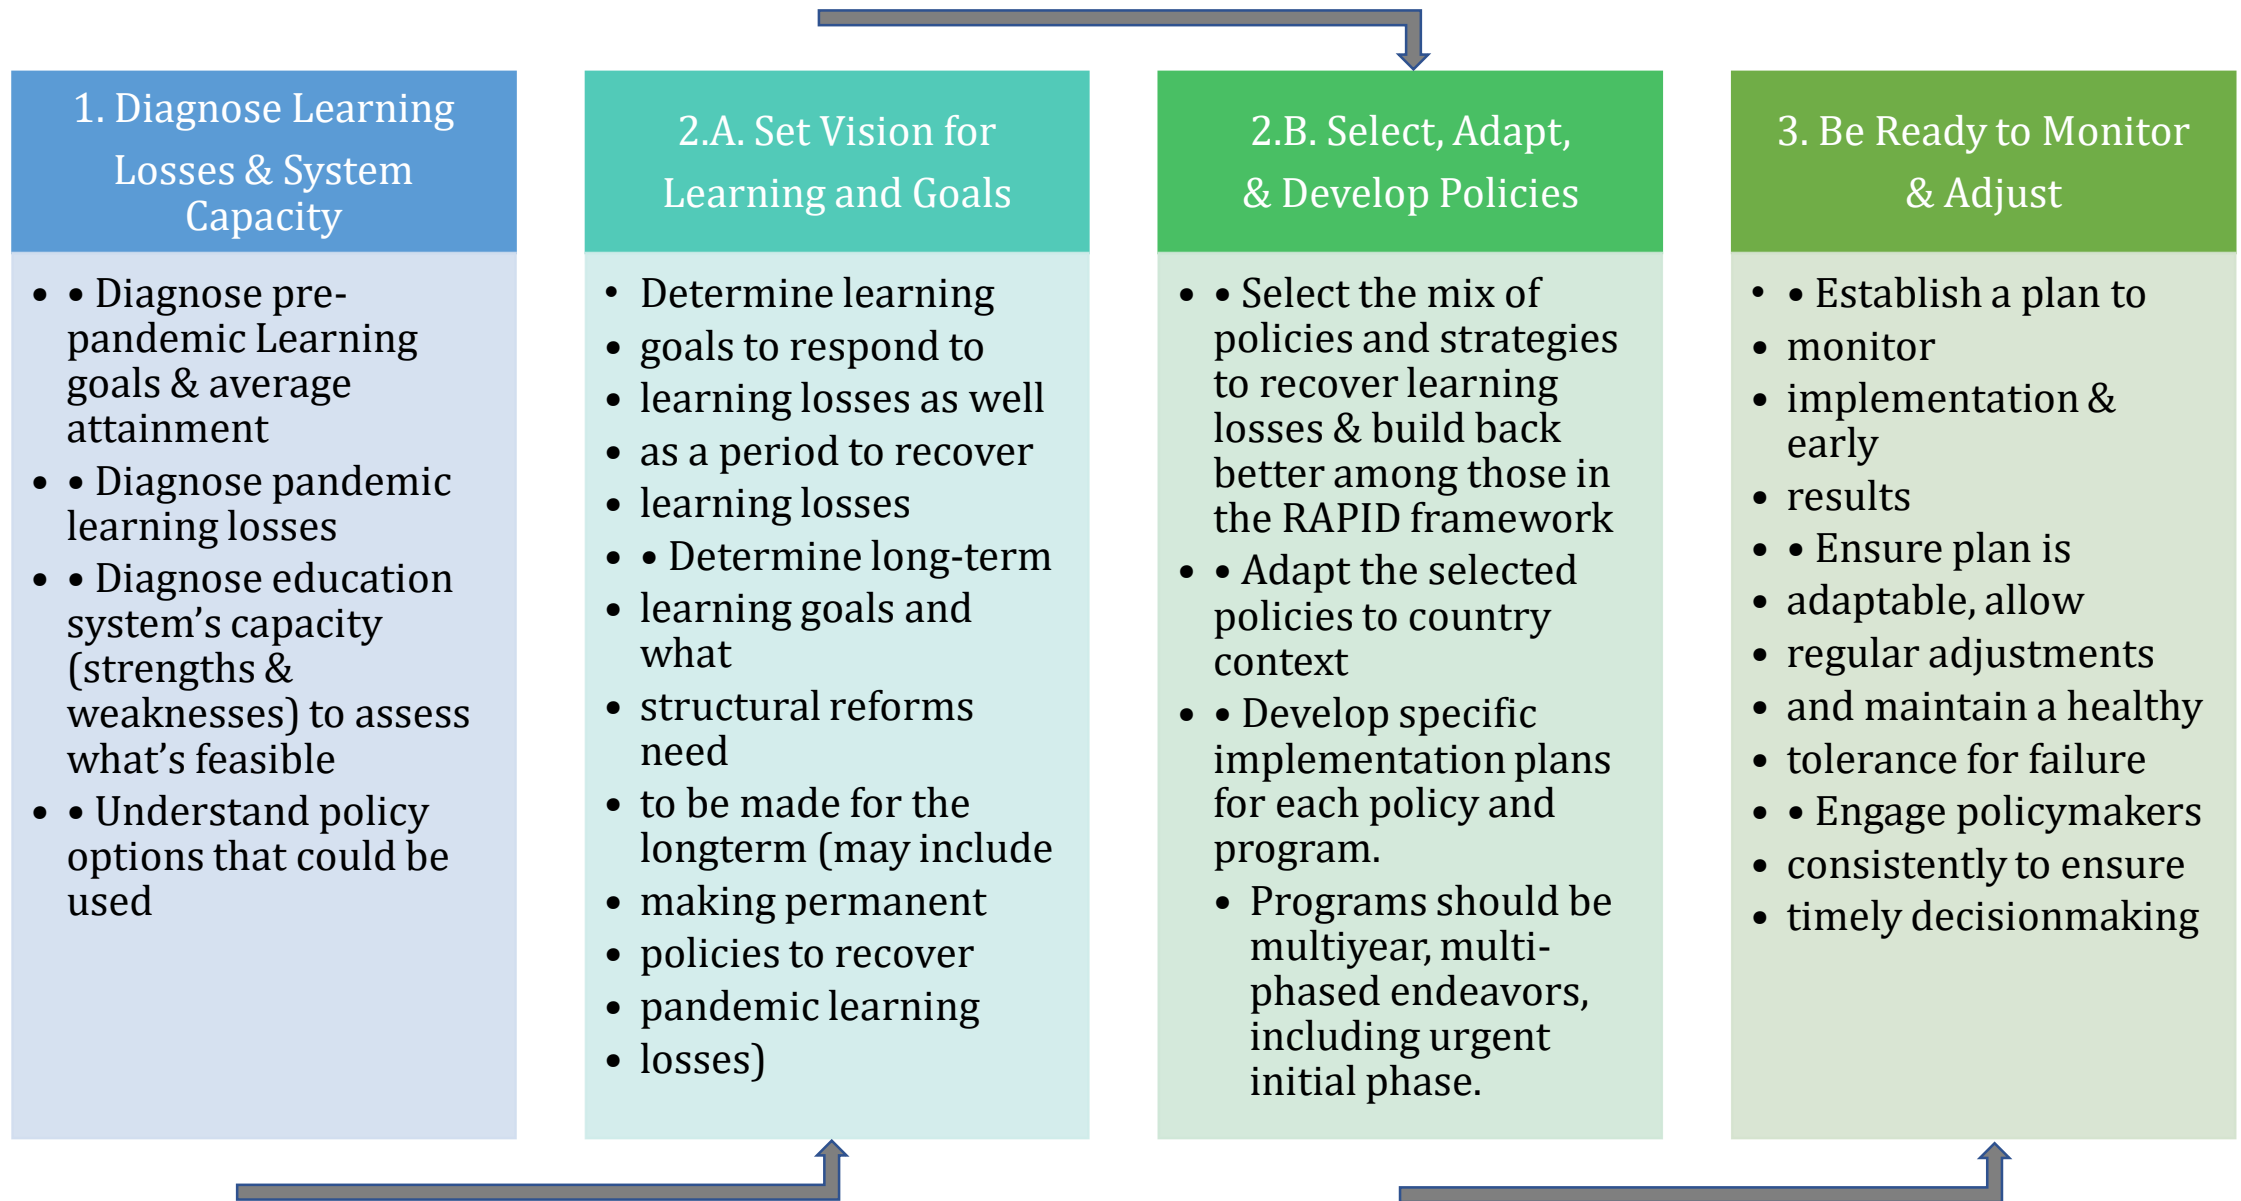 1. Diagnose Learning
Losses & System
Capacity
• • Diagnose pre-
pandemic Learning
goals & average
attainment
• • Diagnose pandemic
learning losses
• • Diagnose education
system’s capacity
(strengths &
weaknesses) to assess
what’s feasible
• • Understand policy
options that could be
used
2.A. Set Vision for
Learning and Goals
• Determine learning
• goals to respond to
• learning losses as well
• as a period to recover
• learning losses
• • Determine long-term
• learning goals and
what
• structural reforms
need
• to be made for the
longterm (may include
• making permanent
• policies to recover
• pandemic learning
• losses)
2.B. Select, Adapt,
& Develop Policies
• • Select the mix of
policies and strategies
to recover learning
losses & build back
better among those in
the RAPID framework
• • Adapt the selected
policies to country
context
• • Develop specific
implementation plans
for each policy and
program.
• Programs should be
multiyear, multi-
phased endeavors,
including urgent
initial phase.
3. Be Ready to Monitor
& Adjust
• • Establish a plan to
• monitor
• implementation &
early
• results
• • Ensure plan is
• adaptable, allow
• regular adjustments
• and maintain a healthy
• tolerance for failure
• • Engage policymakers
• consistently to ensure
• timely decisionmaking